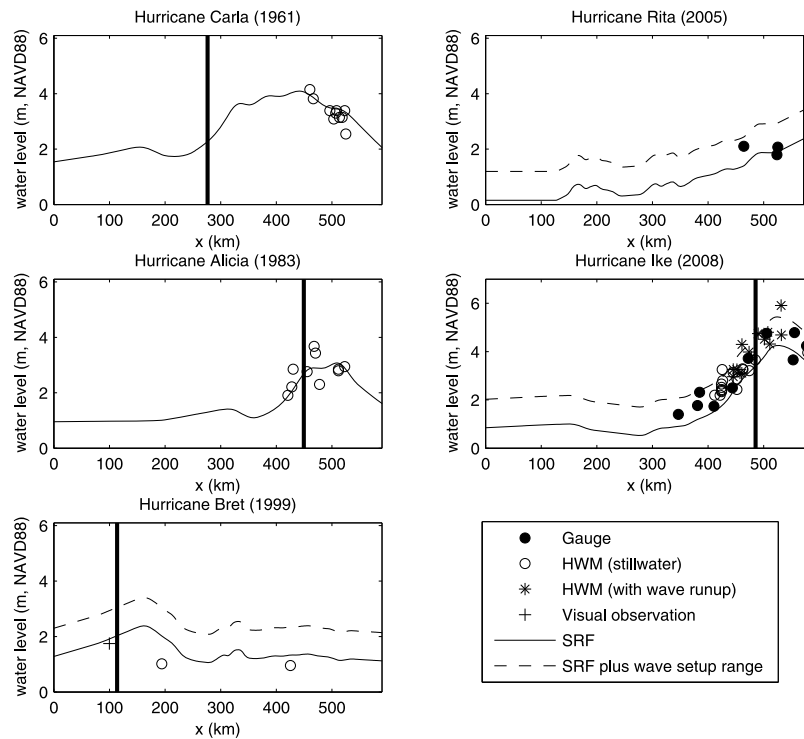 Hurricane Carla (1961)
6
4
2
0
water level (m, NAVD88)
0 100 200 300 400 500
x (km)
Hurricane Rita (2005)
6
4
2
0
water level (m, NAVD88)
0 100 200 300 400 500
x (km)
Hurricane Alicia (1983)
6
4
2
0
water level (m, NAVD88)
0 100 200 300 400 500
x (km)
Hurricane Ike (2008)
6
4
2
0
water level (m, NAVD88)
0 100 200 300 400 500
x (km)
Hurricane Bret (1999)
6
4
2
0
water level (m, NAVD88)
0 100 200 300 400 500
x (km)
Gauge
HWM (stillwater)
HWM (with wave runup)
Visual observation
SRF
SRF plus wave setup range